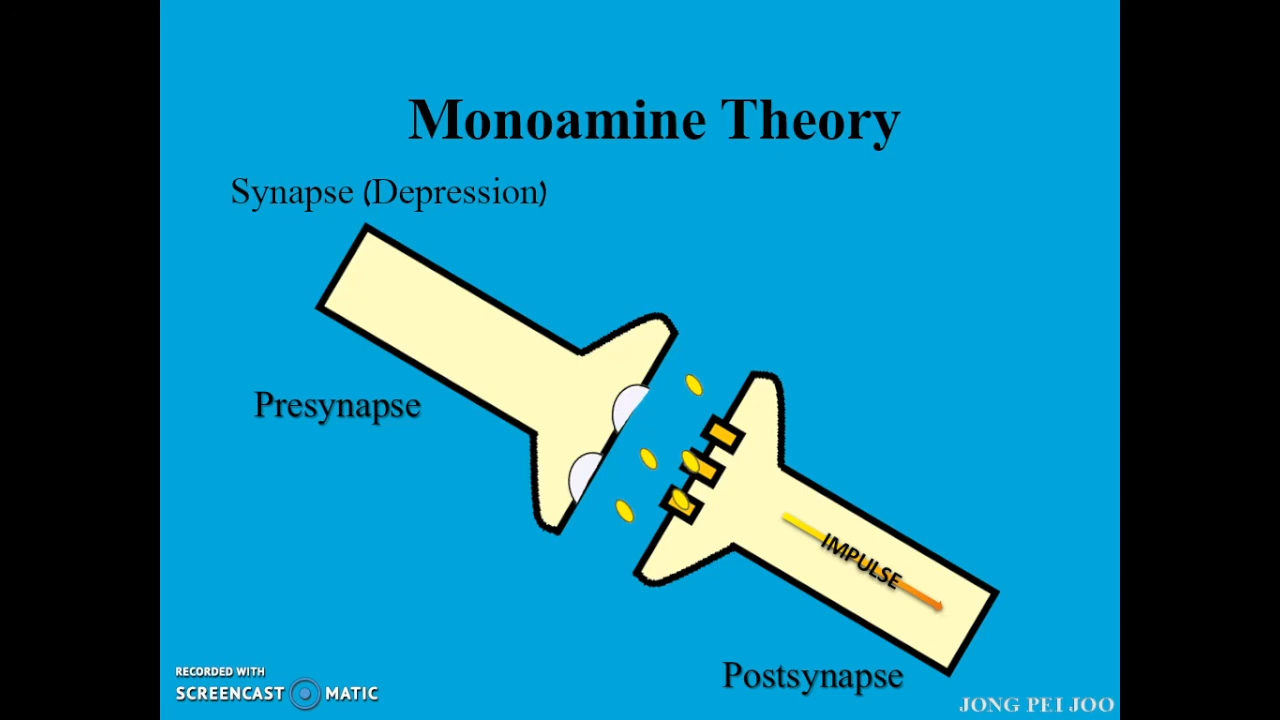 Monoamine Theory
Synapse (Depression)
Presynapse
IMPULSE
Postsynapse
RECORDED WITH
SCREENCAST MATIC
JONG PEI JOO